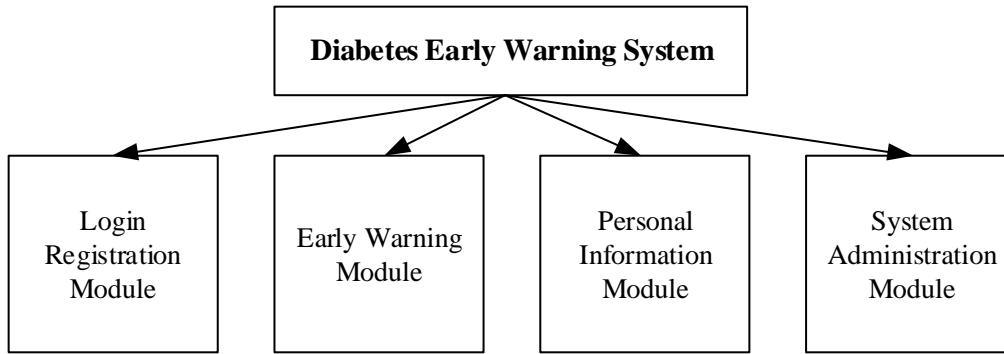 Diabetes Early Warning System
Login
Registration
Module
Early Warning
Module
Personal
Information
Module
System
Administration
Module